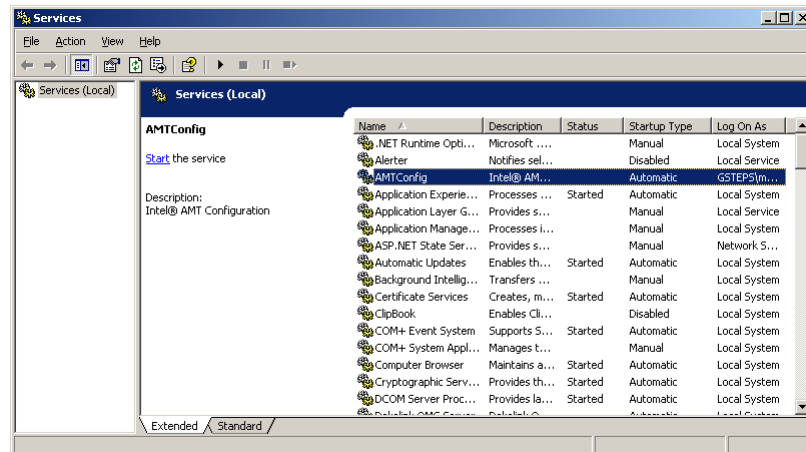 Services
File Action View Help
Services (Local)
Services (Local)
AMTConfig
Start the service
Description:
Intel® AMT Configuration
Name Description Status Startup Type Log On As
.NET Runtime Opti... Microsoft .... Manual Local System
Alerter Notifies sel... Disabled Local Service
AMTConfig Intel® AM... Automatic GSTEPS\m...
Application Experie... Processes ... Started Automatic Local System
Application Layer G... Provides s... Manual Local Service
Application Manage... Processes i... Manual Local System
ASP.NET State Ser... Provides s... Manual Network S...
Automatic Updates Enables th... Started Automatic Local System
Background Intellig... Transfers ... Manual Local System
Certificate Services Creates, m... Started Automatic Local System
ClipBook Enables Cli... Disabled Local System
COM+ Event System Supports S... Started Automatic Local System
COM+ System Appl... Manages t... Manual Local System
Computer Browser Maintains a... Started Automatic Local System
Cryptographic Serv... Provides th... Started Automatic Local System
DCOM Server Proc... Provides la... Started Automatic Local System
Automatic Local System
Extended Standard